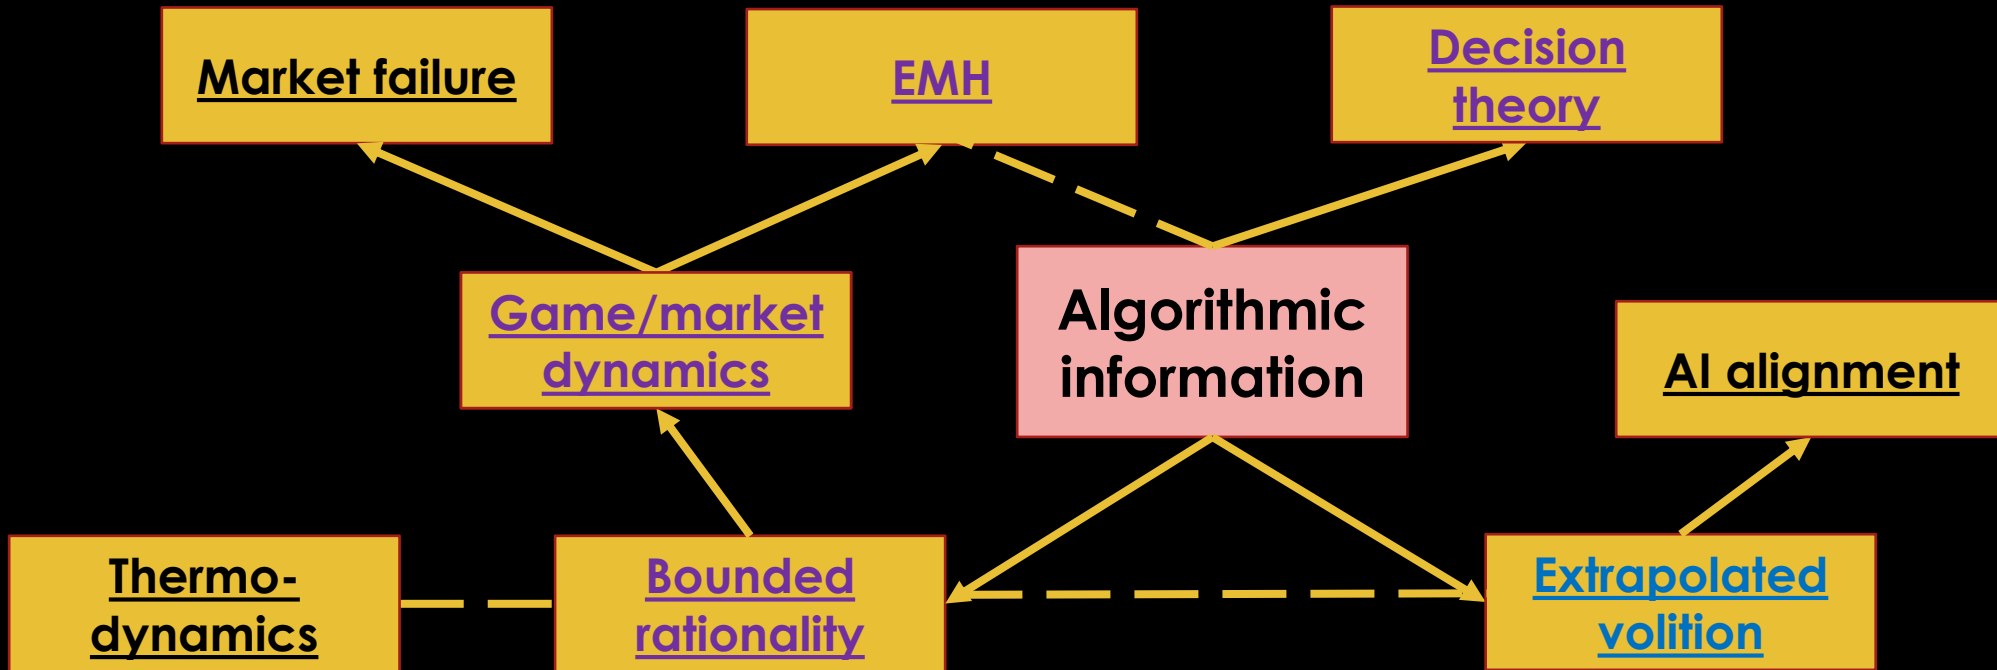 Market failure
EMH
Decision
theory
Game/market
dynamics
Algorithmic
information
AI alignment
Thermo-
dynamics
Bounded
rationality
Extrapolated
volition